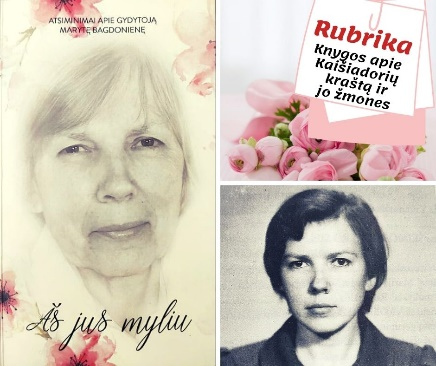 ATSIMINIMAI APIE GYDYTOJĄ
MARYTĘ BAGDONIENĘ
Aš jus myliu
Rubrika
Knygos apie
Kaišiadorių
kraštą ir
jo žmones